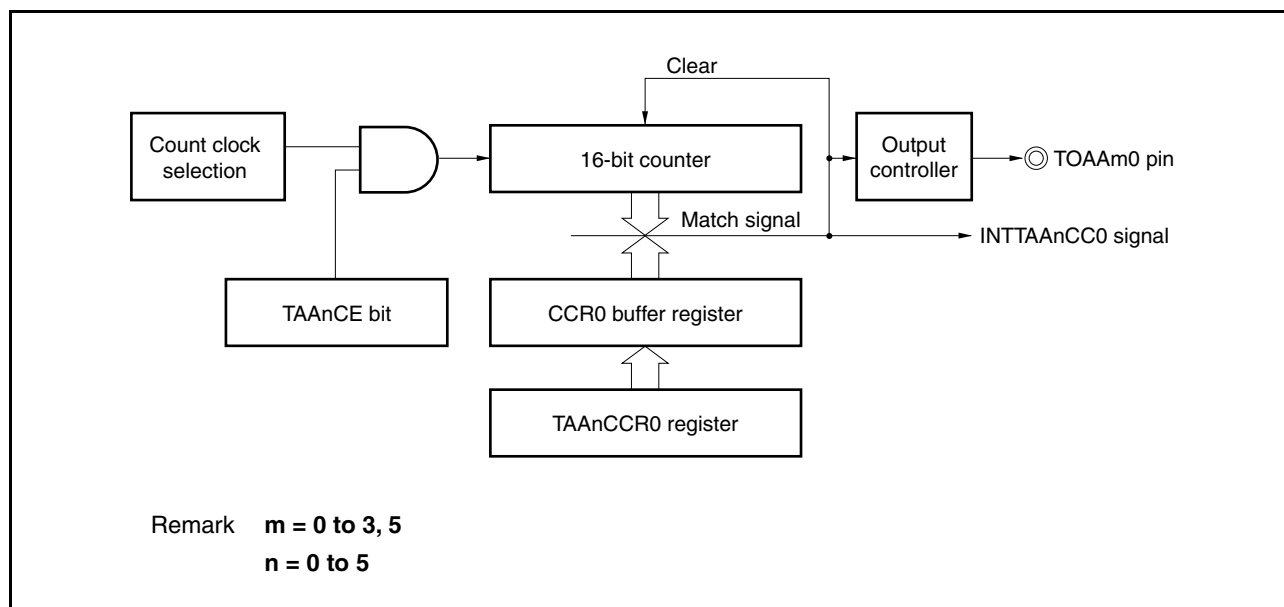 Clear
Count clock
selection
16-bit counter
Output
controller
TOAAm0 pin
Match signal
INTTAAnCC0 signal
TAAnCE bit
CCR0 buffer register
TAAnCCR0 register
Remark m = 0 to 3, 5
n = 0 to 5